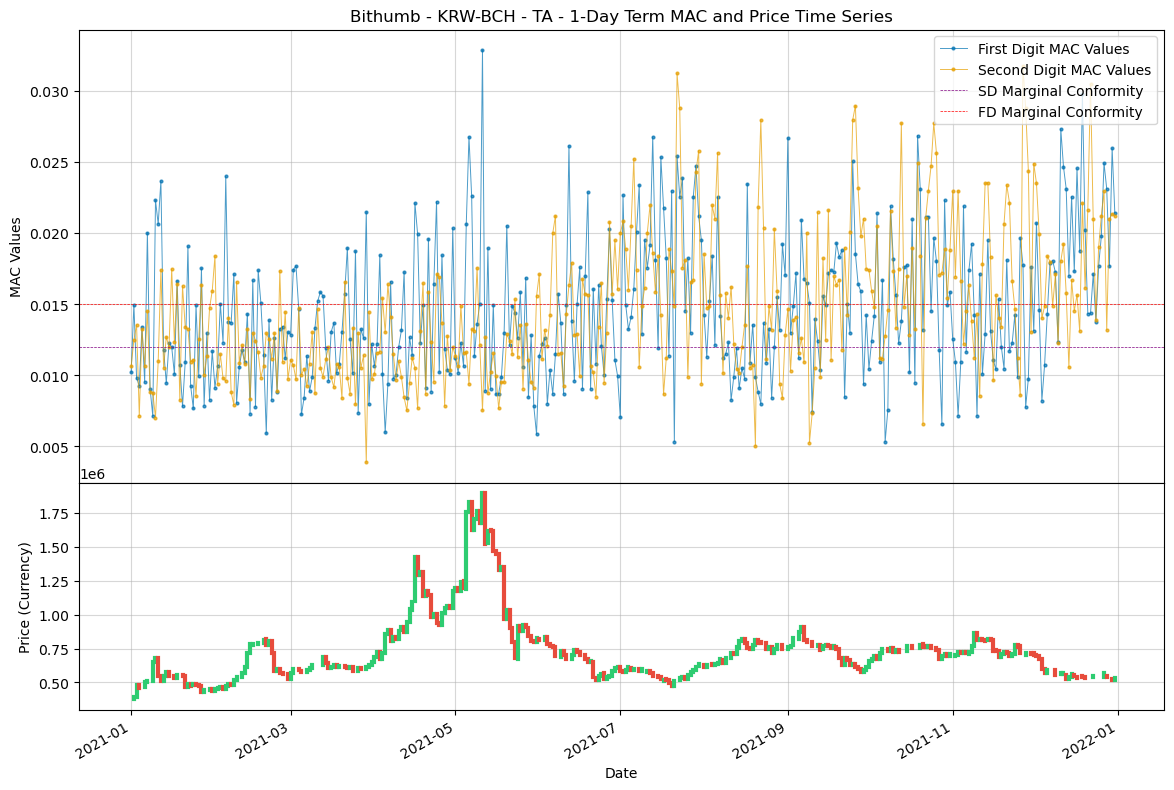 Bithumb - KRW-BCH - TA - 1-Day Term MAC and Price Time Series
First Digit MAC Values
Second Digit MAC Values
SD Marginal Conformity
FD Marginal Conformity
MAC Values
0.030
0.025
0.020
0.015
0.010
0.005
1e6
Price (Currency)
1.75
1.50
1.25
1.00
0.75
0.50
2021-01
2021-03
2021-05
2021-07
2021-09
2021-11
2022-01
Date